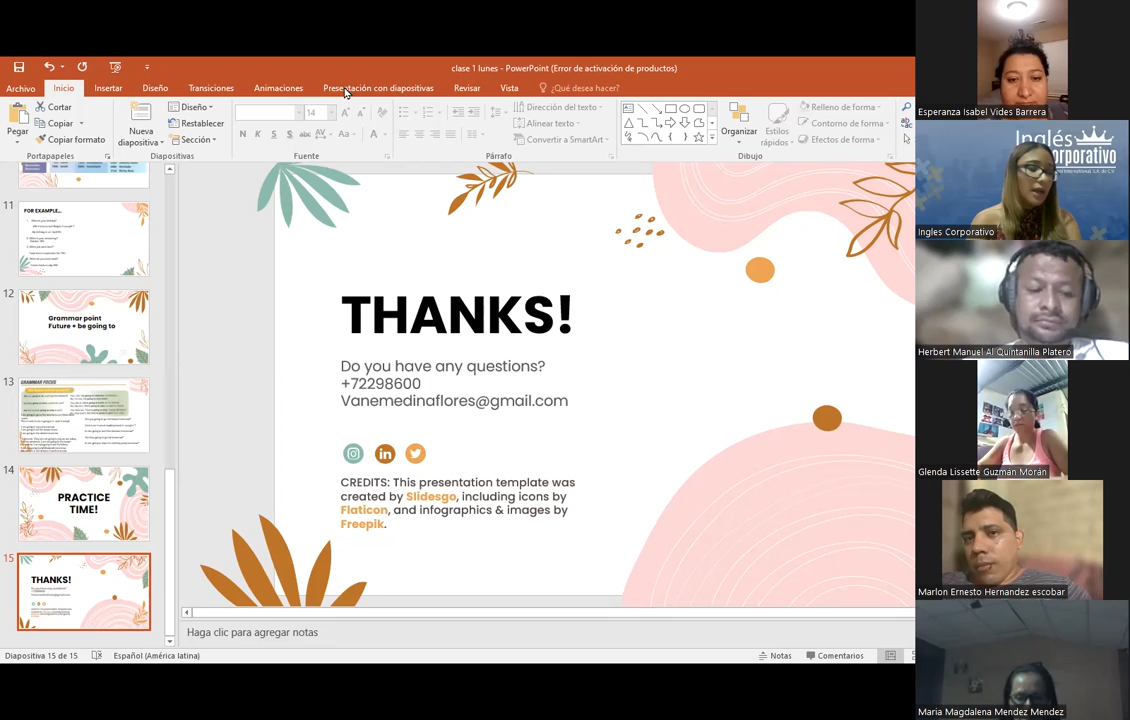 clase 1 lunes - PowerPoint (Error de activación de productos)
Archivo Inicio Insertar Diseño Transiciones Animaciones Presentación con diapositivas Revisar Vista ¿Qué desea hacer?
Pegar
Cortar
Copiar
Copiar formato
Portapapeles
Nueva
diapositiva
Diseño
Restablecer
Sección
Diapositivas
14
N K S S abc AV Aa A
Fuente
Dirección del texto
Alinear texto
Convertir a SmartArt
Párrafo
Organizar
Estilos
rápidos
Relleno de forma
Contorno de forma
Efectos de forma
Dibujo
11
FOR EXAMPLE...
12
Grammar point
Future + be going to
13
GRAMMAR FOCUS
14
PRACTICE
TIME!
15
THANKS!
THANKS!
Do you have any questions?
+72298600
Vanemedinaflores@gmail.com
CREDITS: This presentation template was
created by Slidesgo, including icons by
Flaticon, and infographics & images by
Freepik.
Haga clic para agregar notas
Diapositiva 15 de 15 Español (América latina) Notas Comentarios
Esperanza Isabel Vides Barrera
Inglés
Corporativo
International S.A. de C.V.
Ingles Corporativo
Herbert Manuel Al Quintanilla Platero
Glenda Lissette Guzmán Morán
Marlon Ernesto Hernandez escobar
Maria Magdalena Mendez Mendez